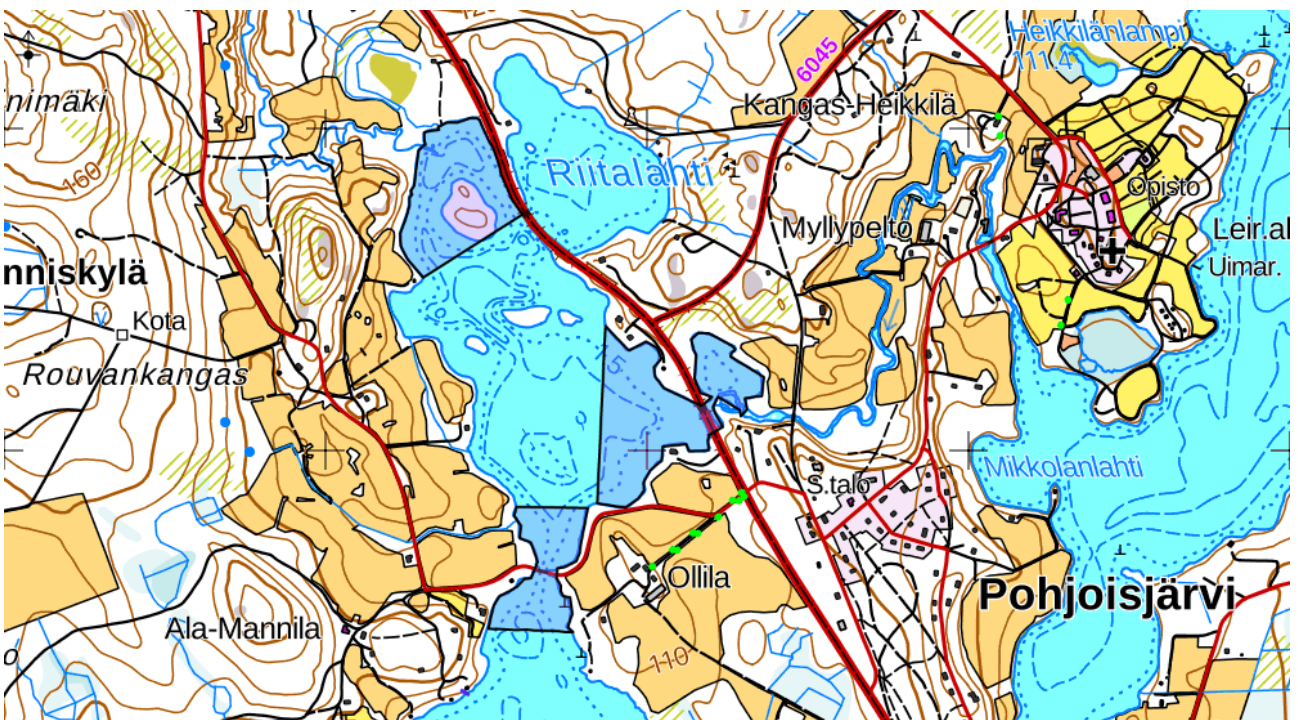 Heikkilänlampi
111.4
6045
nimäki
Kangas-Heikkilä
160
Riitalahti
Opisto
Myllypelto
Leir.al
Uimar.
nniskylä
Kota
Rouvankangas
5
Mikkolanlahti
S.talo
Ollila
Pohjoisjärvi
Ala-Mannila
110
o